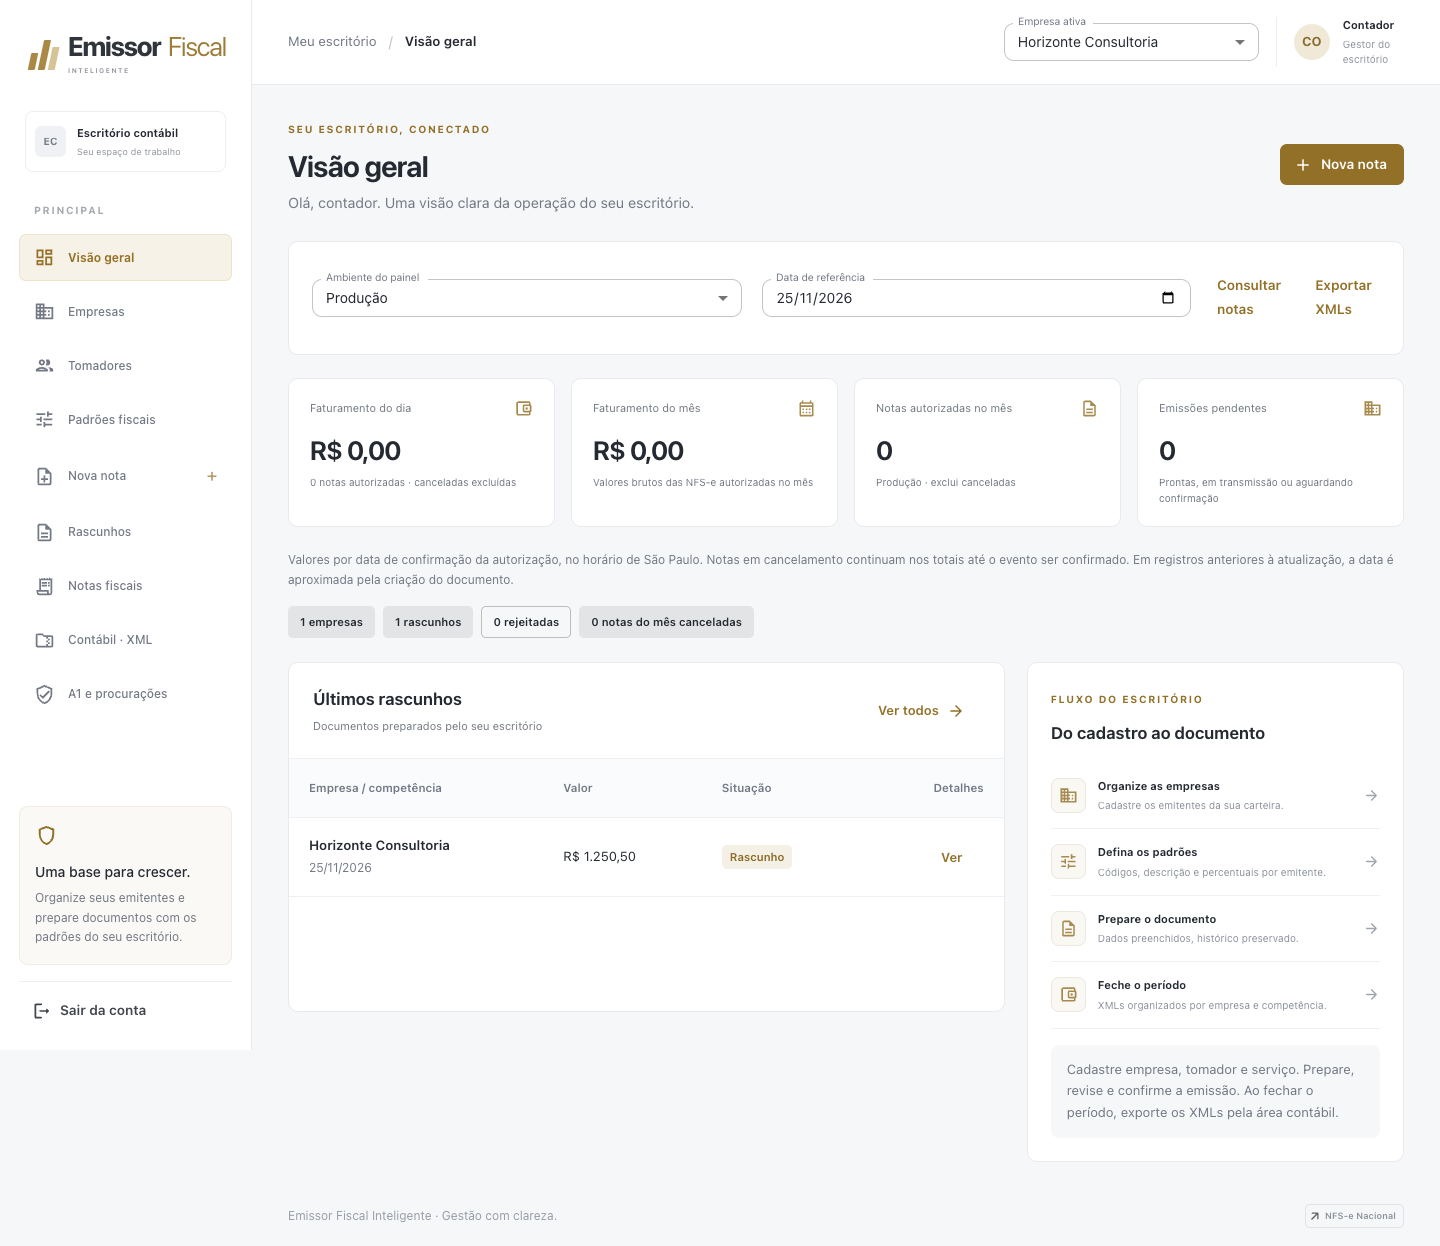 Emissor Fiscal
INTELIGENTE
EC
Escritório contábil
Seu espaço de trabalho
PRINCIPAL
Visão geral
Empresas
Tomadores
Padrões fiscais
Nova nota
+
Rascunhos
Notas fiscais
Contábil · XML
A1 e procurações
Uma base para crescer.
Organize seus emitentes e
prepare documentos com os
padrões do seu escritório.
Sair da conta
Meu escritório / Visão geral
Empresa ativa
Horizonte Consultoria
CO
Contador
Gestor do
escritório
SEU ESCRITÓRIO, CONECTADO
Visão geral
Olá, contador. Uma visão clara da operação do seu escritório.
+ Nova nota
Ambiente do painel
Produção
Data de referência
25/11/2026
Consultar
notas
Exportar
XMLs
Faturamento do dia
R$ 0,00
0 notas autorizadas · canceladas excluídas
Faturamento do mês
R$ 0,00
Valores brutos das NFS-e autorizadas no mês
Notas autorizadas no mês
0
Produção · exclui canceladas
Emissões pendentes
0
Prontas, em transmissão ou aguardando
confirmação
Valores por data de confirmação da autorização, no horário de São Paulo. Notas em cancelamento continuam nos totais até o evento ser confirmado. Em registros anteriores à atualização, a data é
aproximada pela criação do documento.
1 empresas
1 rascunhos
0 rejeitadas
0 notas do mês canceladas
Últimos rascunhos
Documentos preparados pelo seu escritório
Ver todos
Empresa / competência Valor Situação Detalhes
Horizonte Consultoria
25/11/2026
R$ 1.250,50
Rascunho
Ver
FLUXO DO ESCRITÓRIO
Do cadastro ao documento
Organize as empresas
Cadastre os emitentes da sua carteira.
Defina os padrões
Códigos, descrição e percentuais por emitente.
Prepare o documento
Dados preenchidos, histórico preservado.
Feche o período
XMLs organizados por empresa e competência.
Cadastre empresa, tomador e serviço. Prepare,
revise e confirme a emissão. Ao fechar o
período, exporte os XMLs pela área contábil.
Emissor Fiscal Inteligente · Gestão com clareza.
NFS-e Nacional